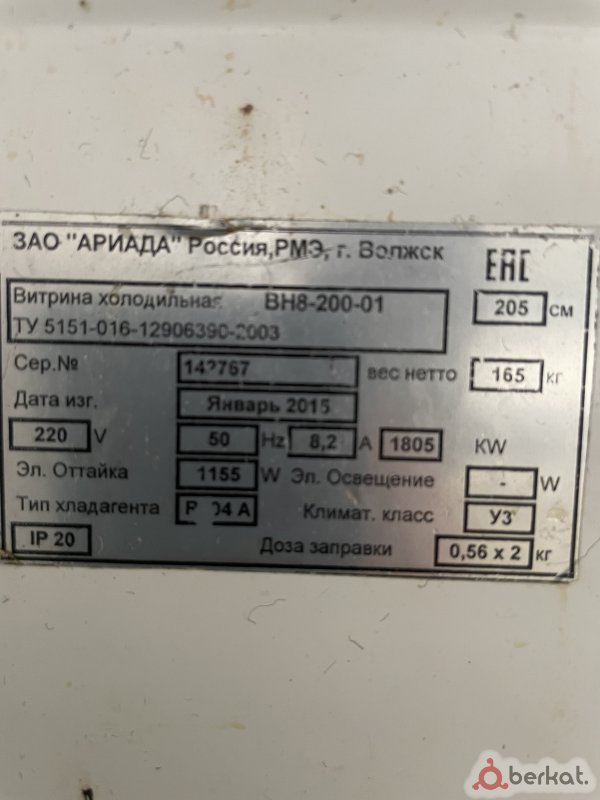 ЗАО "АРИАДА" Россия,РМЭ, г. Волжск
ЕАС
Витрина холодильная ВН8-200-01
205 см
ТУ 5151-016-12906390-2003
Сер.№ вес нетто 165 кг
Дата изг. Январь 2015
220 V 50 Hz 8,2 A 1805 KW
Эл. Оттайка 1155 W Эл. Освещение - W
Тип хладагента Климат. класс У3
IP 20 Доза заправки 0,56 x 2 кг
berkat.